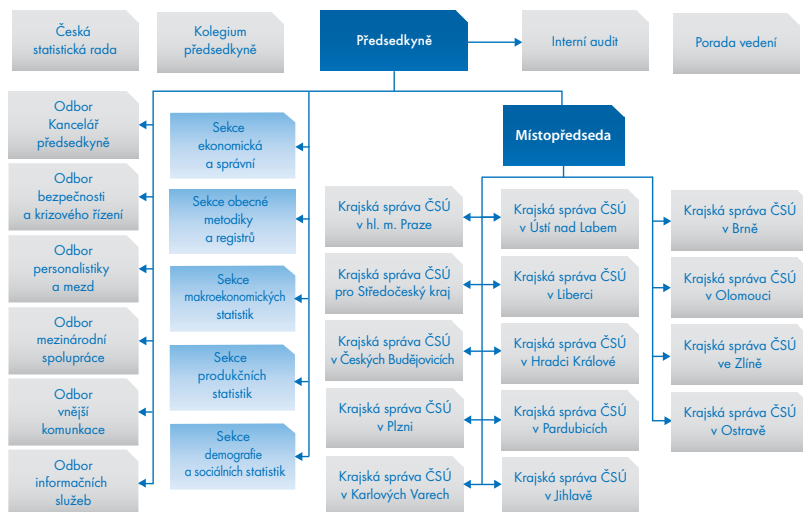 Česká
statistická rada
Kolegium
předsedkyně
Předsedkyně
Interní audit
Porada vedení
Odbor
Kancelář
předsedkyně
Odbor
bezpečnosti
a krizového řízení
Odbor
personalistiky
a mezd
Odbor
mezinárodní
spolupráce
Odbor
vnější
komunkace
Odbor
informačních
služeb
Sekce
ekonomická
a správní
Sekce obecné
metodiky
a registrů
Sekce
makroekonomických
statistik
Sekce
produkčních
statistik
Sekce
demografie
a sociálních statistik
Místopředseda
Krajská správa ČSÚ
v hl. m. Praze
Krajská správa ČSÚ
pro Středočeský kraj
Krajská správa ČSÚ
v Českých Budějovicích
Krajská správa ČSÚ
v Plzni
Krajská správa ČSÚ
v Karlových Varech
Krajská správa ČSÚ
v Ústí nad Labem
Krajská správa ČSÚ
v Liberci
Krajská správa ČSÚ
v Hradci Králové
Krajská správa ČSÚ
v Pardubicích
Krajská správa ČSÚ
v Jihlavě
Krajská správa ČSÚ
v Brně
Krajská správa ČSÚ
v Olomouci
Krajská správa ČSÚ
ve Zlíně
Krajská správa ČSÚ
v Ostravě